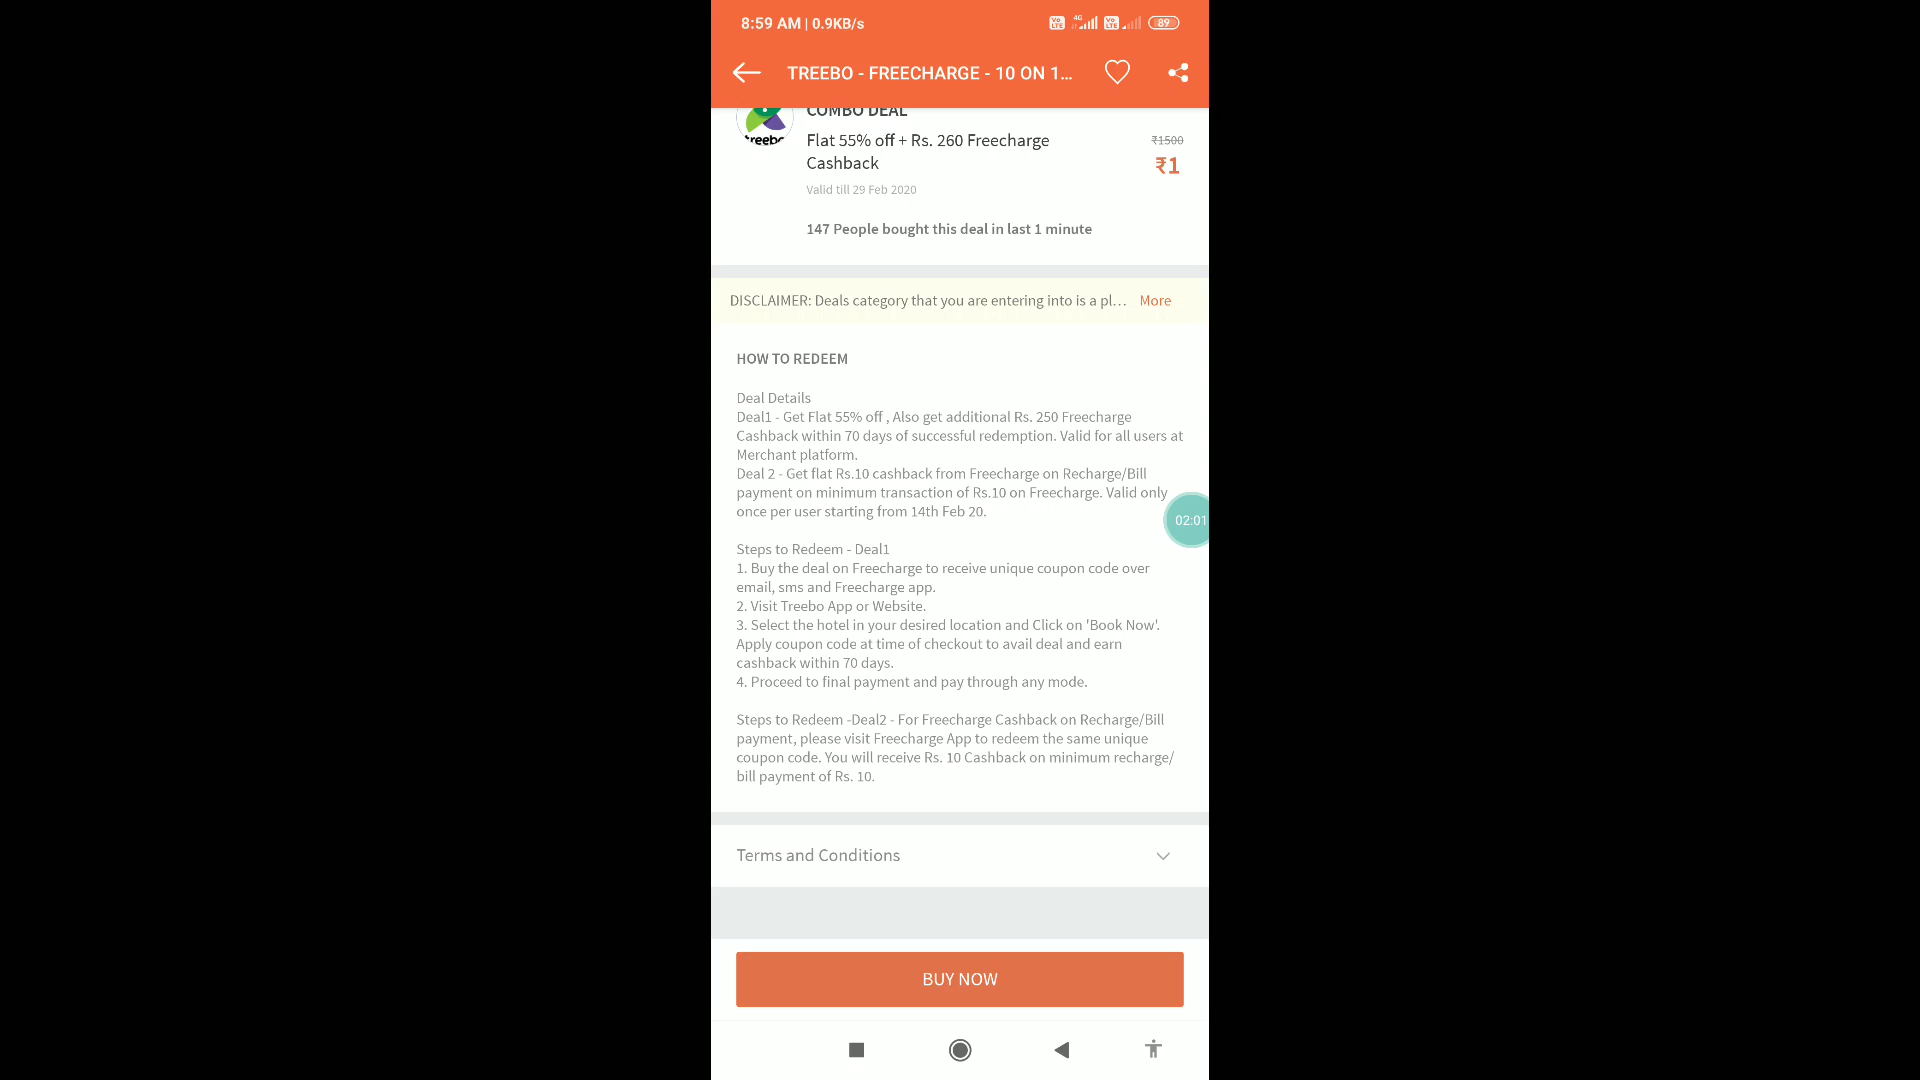 8:59 AM | 0.9KB/s
Vo LTE 4G Vo LTE 89
TREEBO - FREECHARGE - 10 ON 1...
COMBO DEAL
treebo
Flat 55% off + Rs. 260 Freecharge
Cashback
₹1500
₹1
Valid till 29 Feb 2020
147 People bought this deal in last 1 minute
DISCLAIMER: Deals category that you are entering into is a pl... More
HOW TO REDEEM
Deal Details
Deal1 - Get Flat 55% off , Also get additional Rs. 250 Freecharge
Cashback within 70 days of successful redemption. Valid for all users at
Merchant platform.
Deal 2 - Get flat Rs.10 cashback from Freecharge on Recharge/Bill
payment on minimum transaction of Rs.10 on Freecharge. Valid only
once per user starting from 14th Feb 20.
02:01
Steps to Redeem - Deal1
1. Buy the deal on Freecharge to receive unique coupon code over
email, sms and Freecharge app.
2. Visit Treebo App or Website.
3. Select the hotel in your desired location and Click on 'Book Now'.
Apply coupon code at time of checkout to avail deal and earn
cashback within 70 days.
4. Proceed to final payment and pay through any mode.
Steps to Redeem -Deal2 - For Freecharge Cashback on Recharge/Bill
payment, please visit Freecharge App to redeem the same unique
coupon code. You will receive Rs. 10 Cashback on minimum recharge/
bill payment of Rs. 10.
Terms and Conditions
BUY NOW